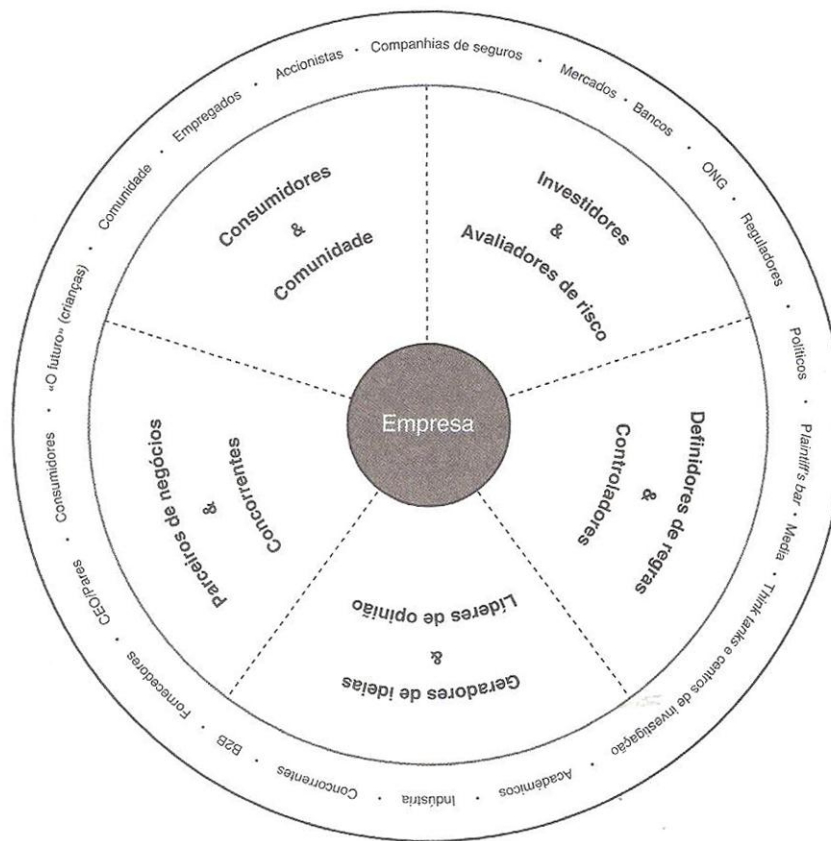 Companhias de seguros • Mercados • Bancos • ONG • Reguladores • Políticos • Plaintiff's bar • Media • Think tanks e centros de investigação • Académicos • Indústria • Concorrentes • B2B • Fornecedores • CEO/Pares • Consumidores • «O futuro» (crianças) • Comunidade • Empregados • Accionistas •
Consumidores
&
Comunidade
Investidores
&
Avaliadores de risco
Definidores de regras
&
Controladores
Líderes de opinião
&
Geradores de ideias
Parceiros de negócios
&
Concorrentes
Empresa